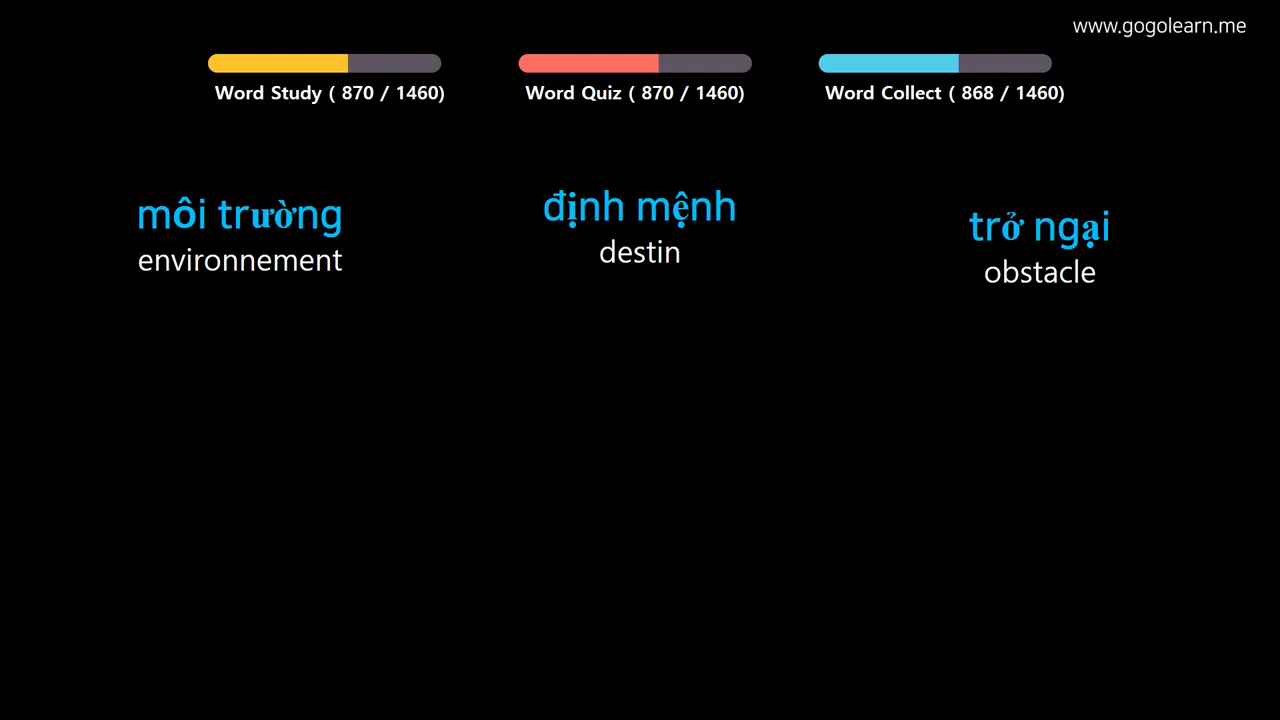 www.gogolearn.me
Word Study ( 870 / 1460)
Word Quiz ( 870 / 1460)
Word Collect ( 868 / 1460)
môi trường
environnement
định mệnh
destin
trở ngại
obstacle